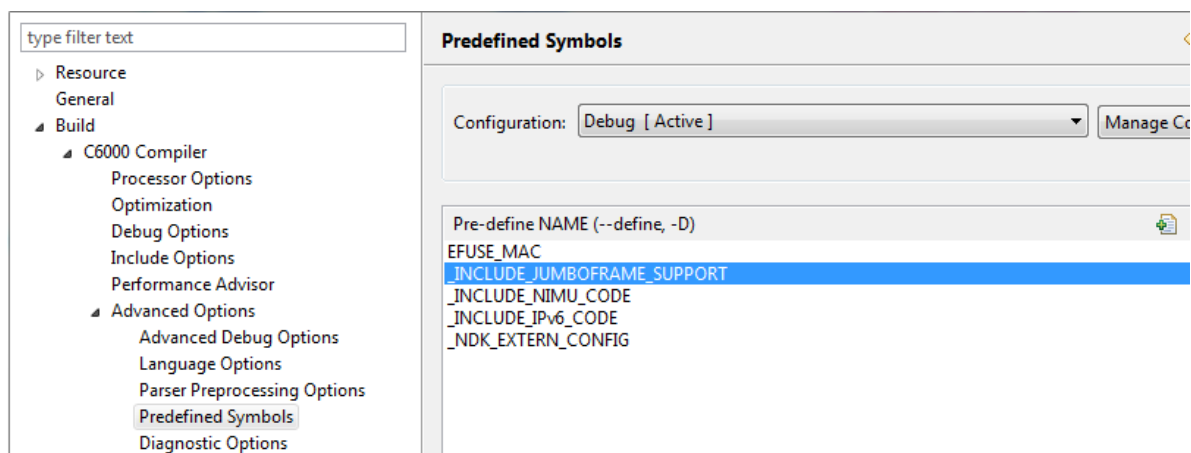 type filter text
Resource
General
Build
C6000 Compiler
Processor Options
Optimization
Debug Options
Include Options
Performance Advisor
Advanced Options
Advanced Debug Options
Language Options
Parser Preprocessing Options
Predefined Symbols
Diagnostic Options
Predefined Symbols
Configuration: Debug [ Active ] Manage Co
Pre-define NAME (--define, -D)
EFUSE_MAC
_INCLUDE_JUMBOFRAME_SUPPORT
_INCLUDE_NIMU_CODE
_INCLUDE_IPv6_CODE
_NDK_EXTERN_CONFIG